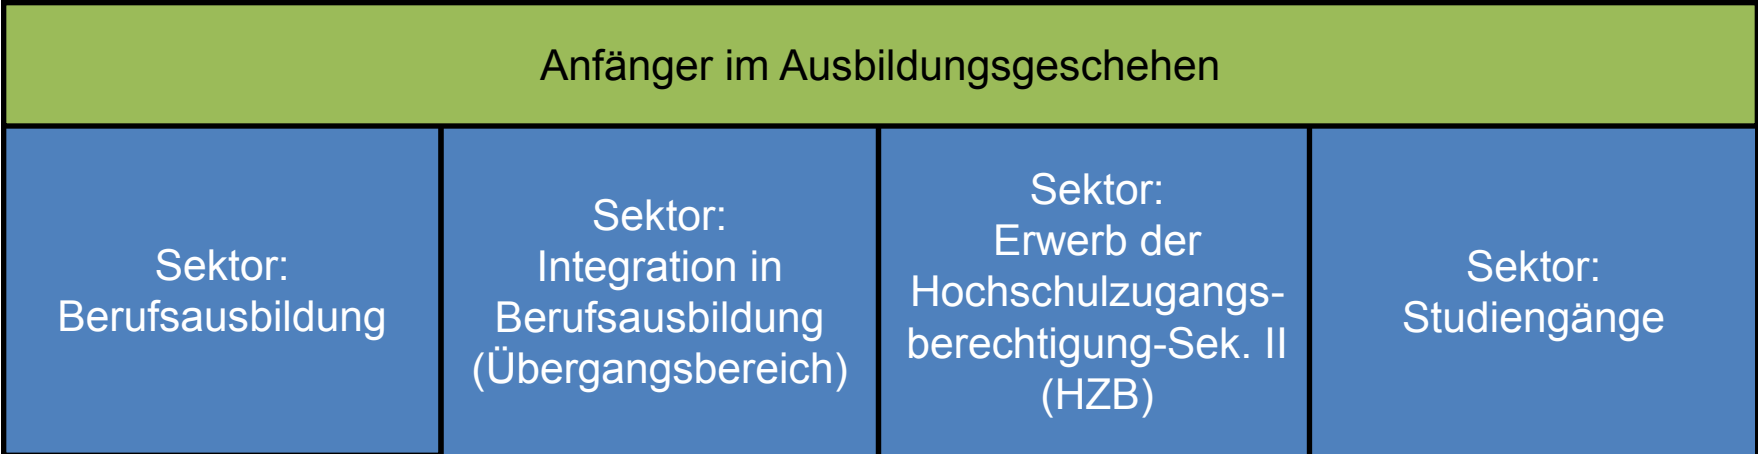 Anfänger im Ausbildungsgeschehen
Sektor:
Berufsausbildung
Sektor:
Integration in
Berufsausbildung
(Übergangsbereich)
Sektor:
Erwerb der
Hochschulzugangs-
berechtigung-Sek. II
(HZB)
Sektor:
Studiengänge